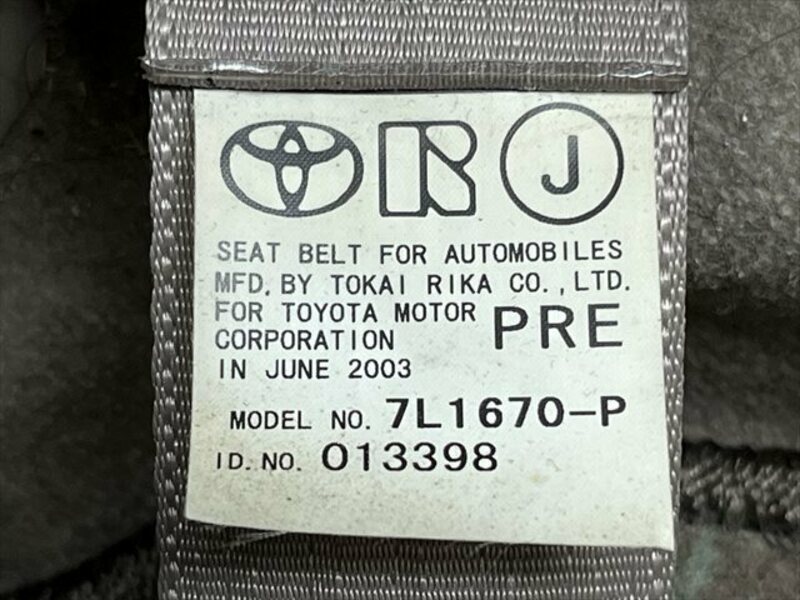 R J
SEAT BELT FOR AUTOMOBILES
MFD. BY TOKAI RIKA CO., LTD.
FOR TOYOTA MOTOR
CORPORATION PRE
IN JUNE 2003
MODEL NO. 7L1670-P
ID. NO. 013398